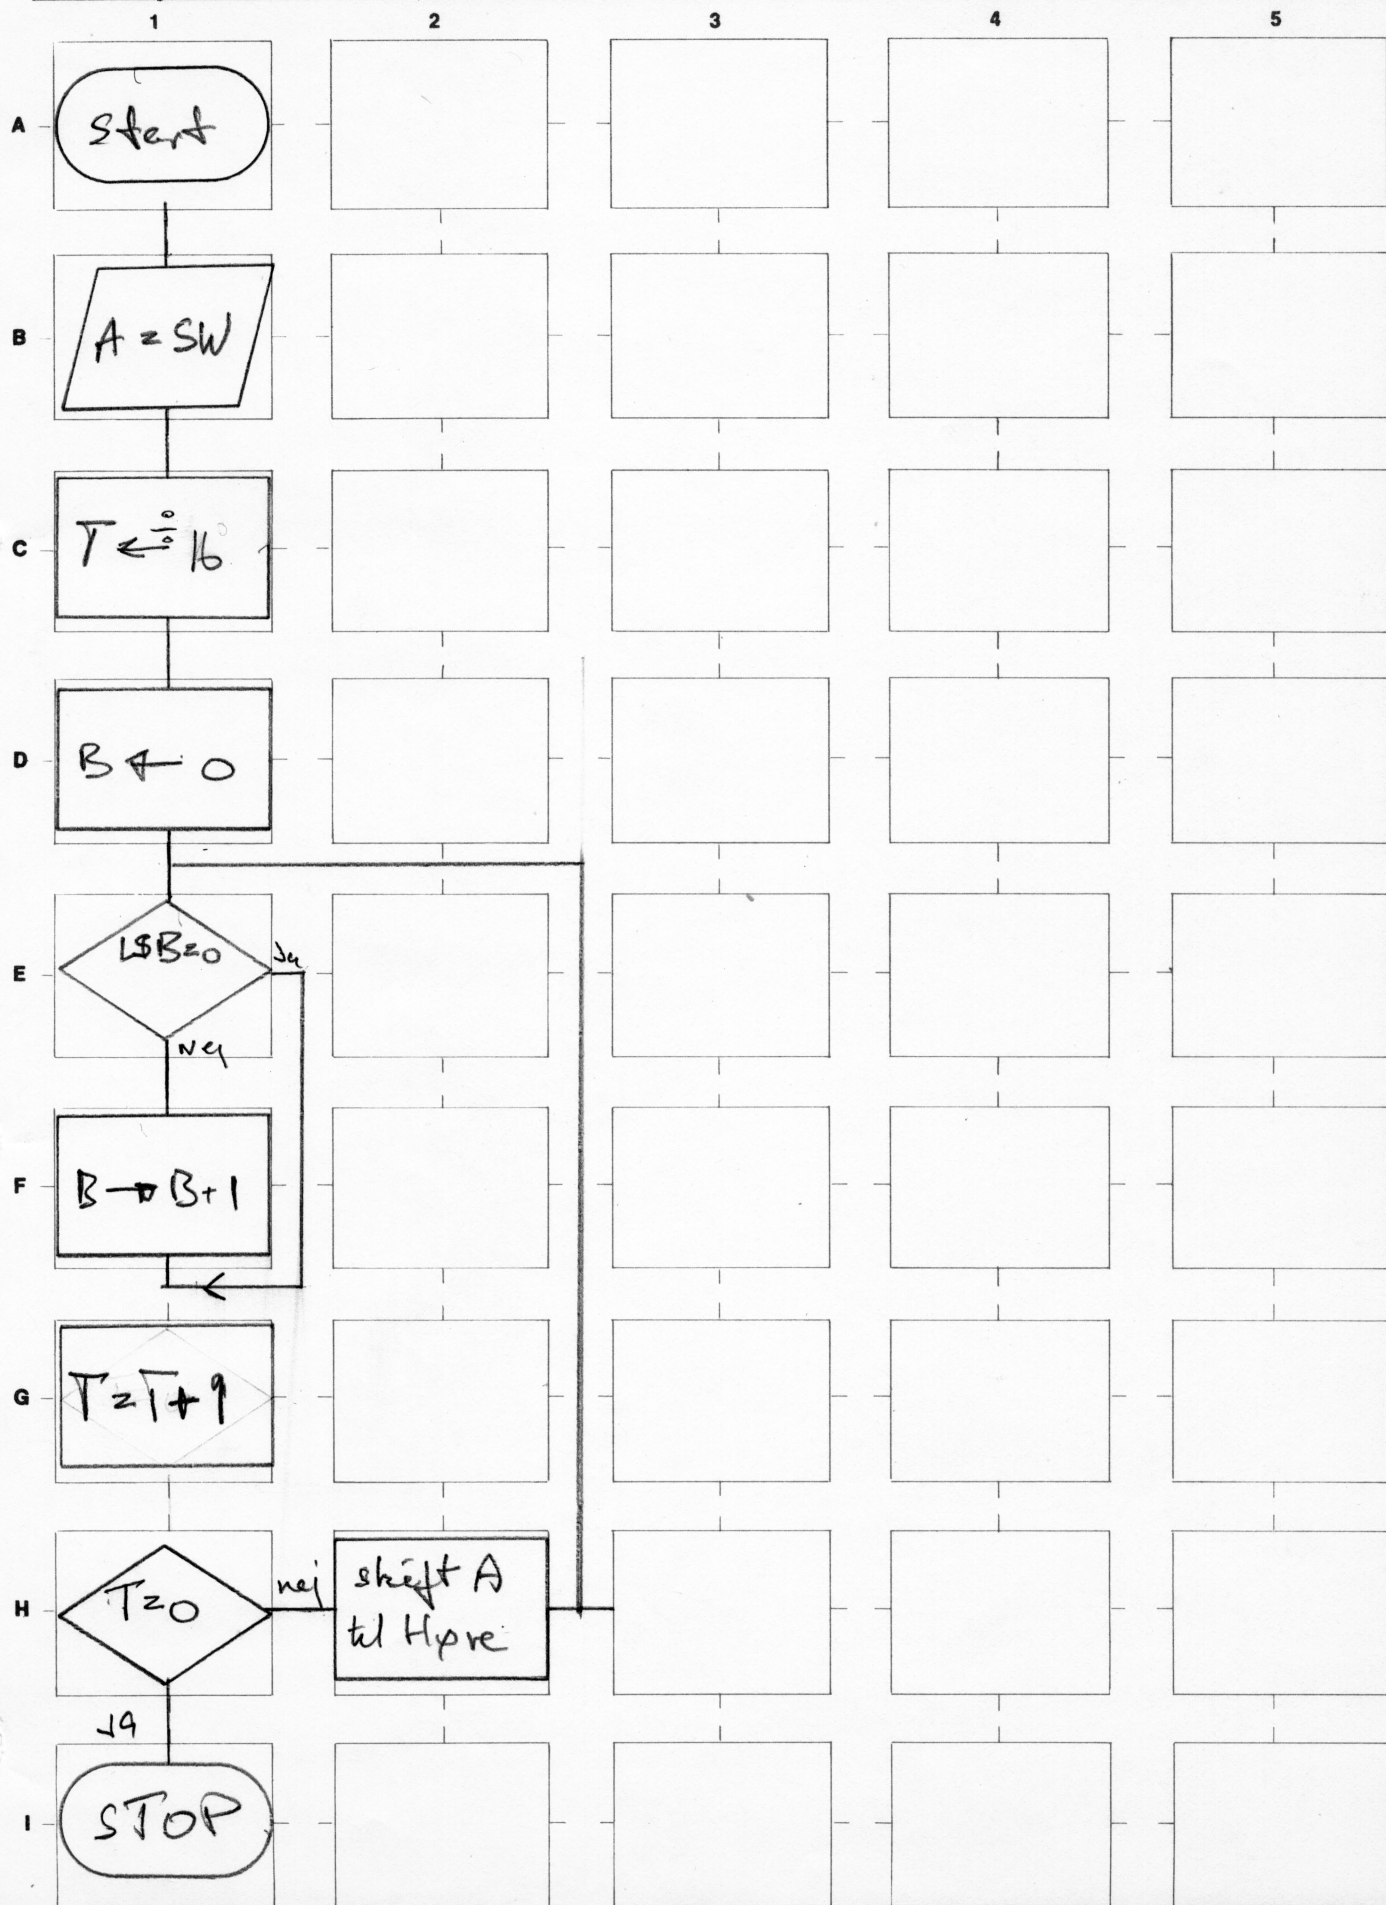 1 2 3 4 5
A
Start
B
A = SW
C
T ← ÷ 16
D
B ← 0
E
L$B=0
Ja
Nej
F
B → B+1
G
T = T + 1
H
T=0
nej
skift A
til Højre
Ja
I
STOP